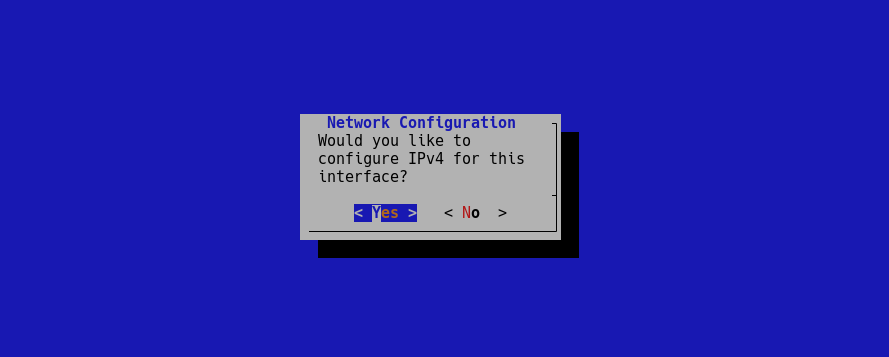 Network Configuration
Would you like to
configure IPv4 for this
interface?
< Yes > < No >